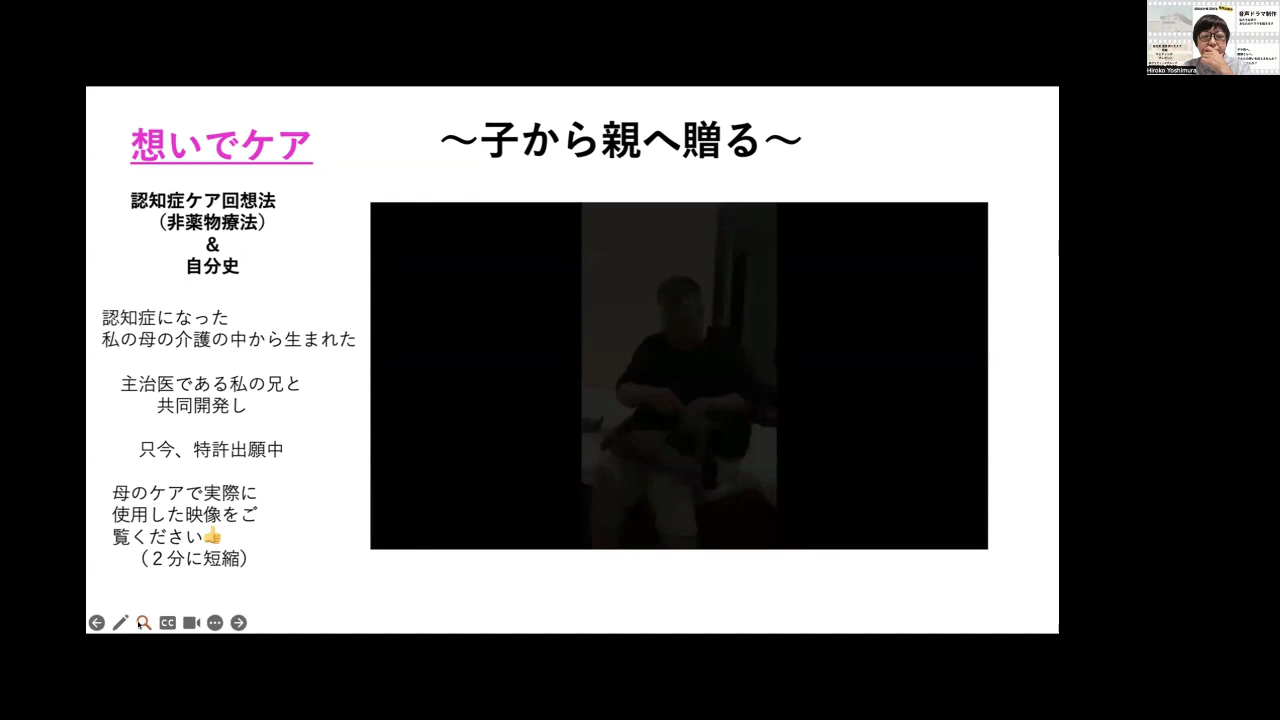 想いでケア
～子から親へ贈る～
認知症ケア回想法
（非薬物療法）
&
自分史
認知症になった
私の母の介護の中から生まれた
主治医である私の兄と
共同開発し
只今、特許出願中
母のケアで実際に
使用した映像をご
覧ください👍
（２分に短縮）
CC
音声ドラマ制作
Hiroko Yoshimura